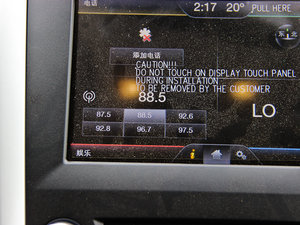 电话
2:17 20° PULL HERE
东 北
添加电话
CAUTION!!!
DO NOT TOUCH ON DISPLAY TOUCH PANEL
DURING INSTALLATION
TO BE REMOVED BY THE CUSTOMER
88.5
LO
87.5 88.5 92.6
92.8 96.7 97.5
娱乐
i